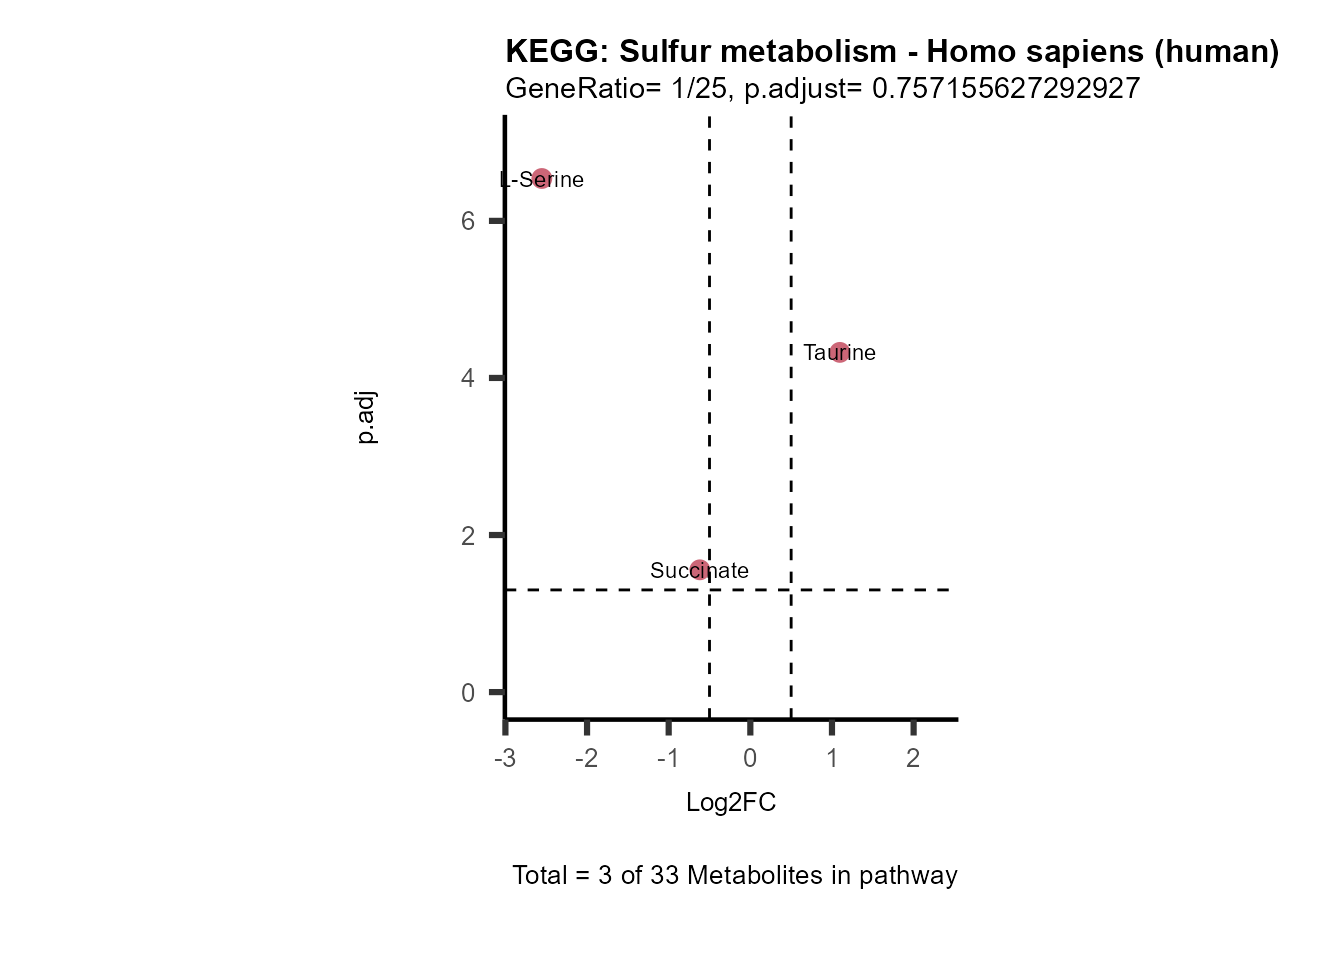 KEGG: Sulfur metabolism - Homo sapiens (human)
GeneRatio= 1/25, p.adjust= 0.757155627292927
L-Serine
6
Taurine
4
p.adj
2
Succinate
0
-3 -2 -1 0 1 2
Log2FC
Total = 3 of 33 Metabolites in pathway